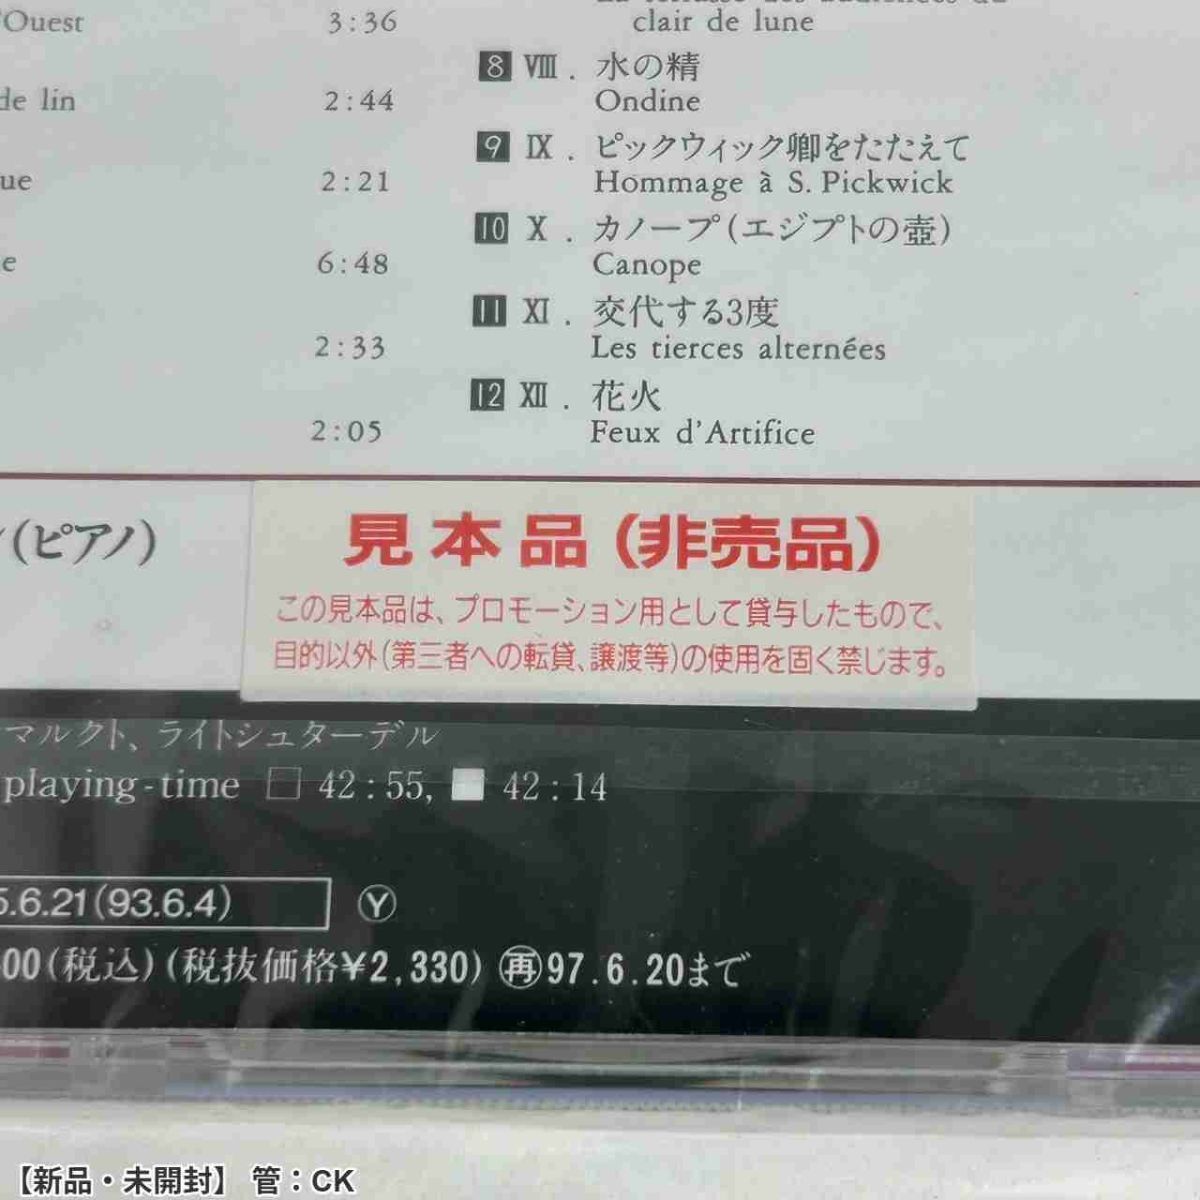 'Ouest 3:36
clair de lune
8 Ⅷ. 水の精
de lin 2:44
Ondine
9 Ⅸ. ピックウィック卿をたたえて
ue 2:21
Hommage à S. Pickwick
10 Ⅹ. カノープ(エジプトの壺)
e 6:48
Canope
11 Ⅺ. 交代する3度
2:33
Les tierces alternées
12 Ⅻ. 花火
2:05
Feux d'Artifice
(ピアノ)
見本品(非売品)
この見本品は、プロモーション用として貸与したもので、
目的以外(第三者への転貸、譲渡等)の使用を固く禁じます。
マルクト、ライトシュターデル
playing-time □ 42:55, ■ 42:14
5.6.21(93.6.4) Ⓨ
00(税込)(税抜価格¥2,330) 再97.6.20まで
【新品・未開封】 管:CK